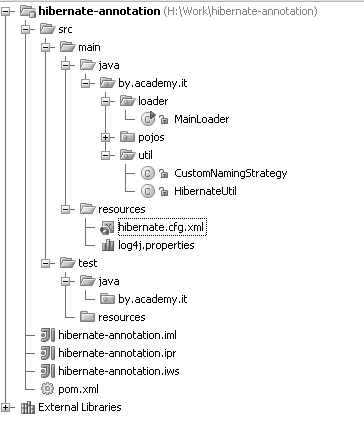 hibernate-annotation (H:\Work\hibernate-annotation)
src
main
java
by.academy.it
loader
MainLoader
pojos
util
CustomNamingStrategy
HibernateUtil
resources
hibernate.cfg.xml
log4j.properties
test
java
by.academy.it
resources
hibernate-annotation.iml
hibernate-annotation.ipr
hibernate-annotation.iws
pom.xml
External Libraries